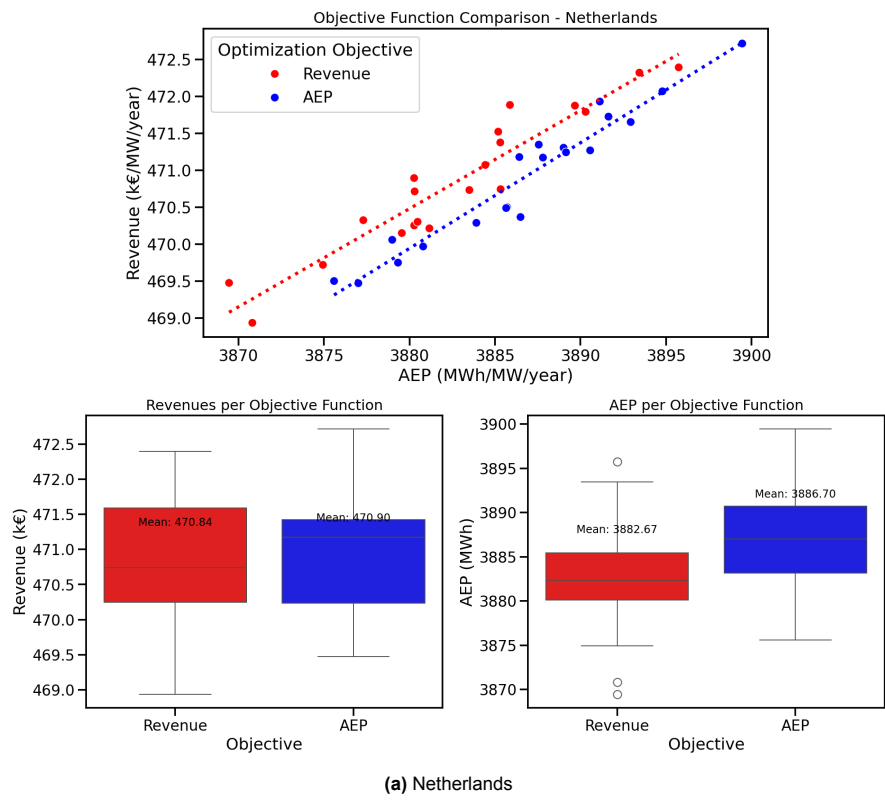 Objective Function Comparison - Netherlands
Revenue (k€/MW/year)
472.5
472.0
471.5
471.0
470.5
470.0
469.5
469.0
Optimization Objective
Revenue
AEP
3870 3875 3880 3885 3890 3895 3900
AEP (MWh/MW/year)
Revenues per Objective Function
Revenue (k€)
472.5
472.0
471.5
471.0
470.5
470.0
469.5
469.0
Mean: 470.84
Mean: 470.90
Revenue AEP
Objective
AEP per Objective Function
AEP (MWh)
3900
3895
3890
3885
3880
3875
3870
Mean: 3882.67
Mean: 3886.70
Revenue AEP
Objective
(a) Netherlands